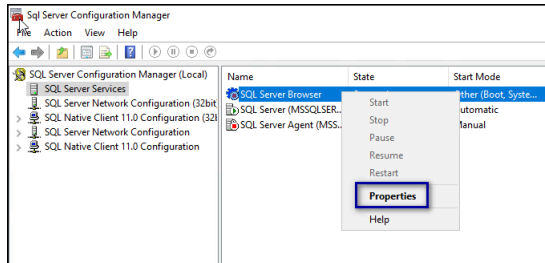 Sql Server Configuration Manager
File Action View Help
SQL Server Configuration Manager (Local)
SQL Server Services
SQL Server Network Configuration (32bit
SQL Native Client 11.0 Configuration (32b
SQL Server Network Configuration
SQL Native Client 11.0 Configuration
Name State Start Mode
SQL Server Browser Other (Boot, Syste...
SQL Server (MSSQLSER... utomatic
SQL Server Agent (MSS... Manual
Start
Stop
Pause
Resume
Restart
Properties
Help